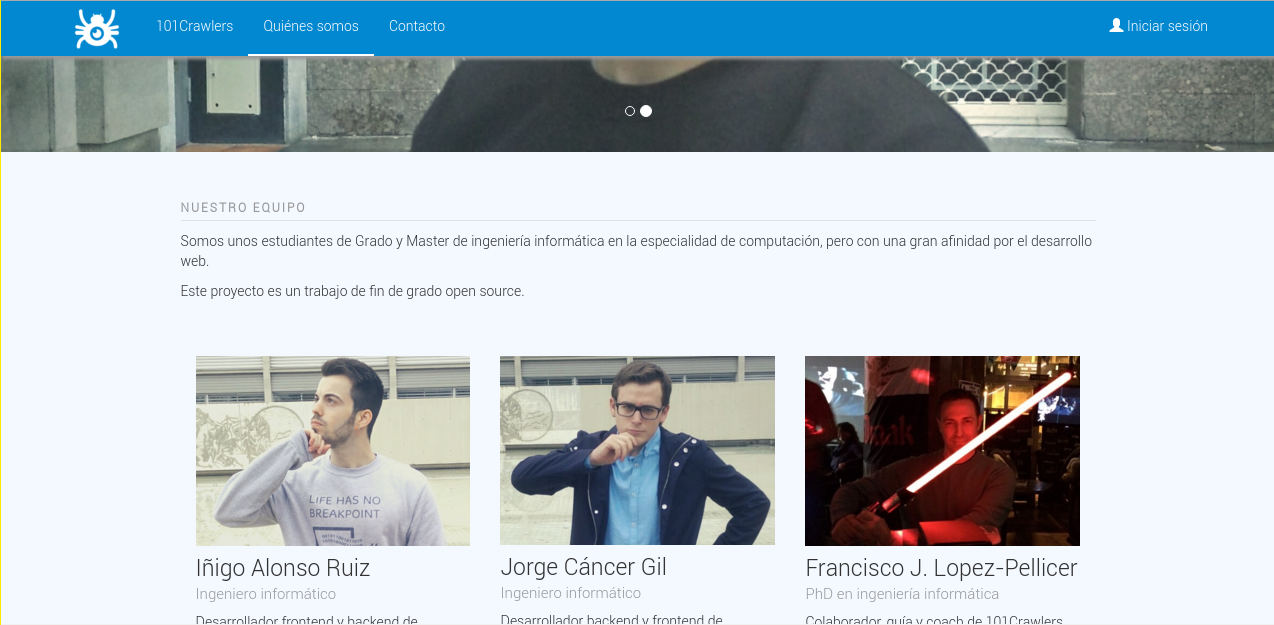 101Crawlers Quiénes somos Contacto Iniciar sesión
NUESTRO EQUIPO
Somos unos estudiantes de Grado y Master de ingeniería informática en la especialidad de computación, pero con una gran afinidad por el desarrollo
web.
Este proyecto es un trabajo de fin de grado open source.
LIFE HAS NO
BREAKPOINT
Iñigo Alonso Ruiz
Ingeniero informático
Desarrollador frontend y backend de
Jorge Cáncer Gil
Ingeniero informático
Desarrollador backend y frontend de
Francisco J. Lopez-Pellicer
PhD en ingeniería informática
Colaborador, guía y coach de 101Crawlers